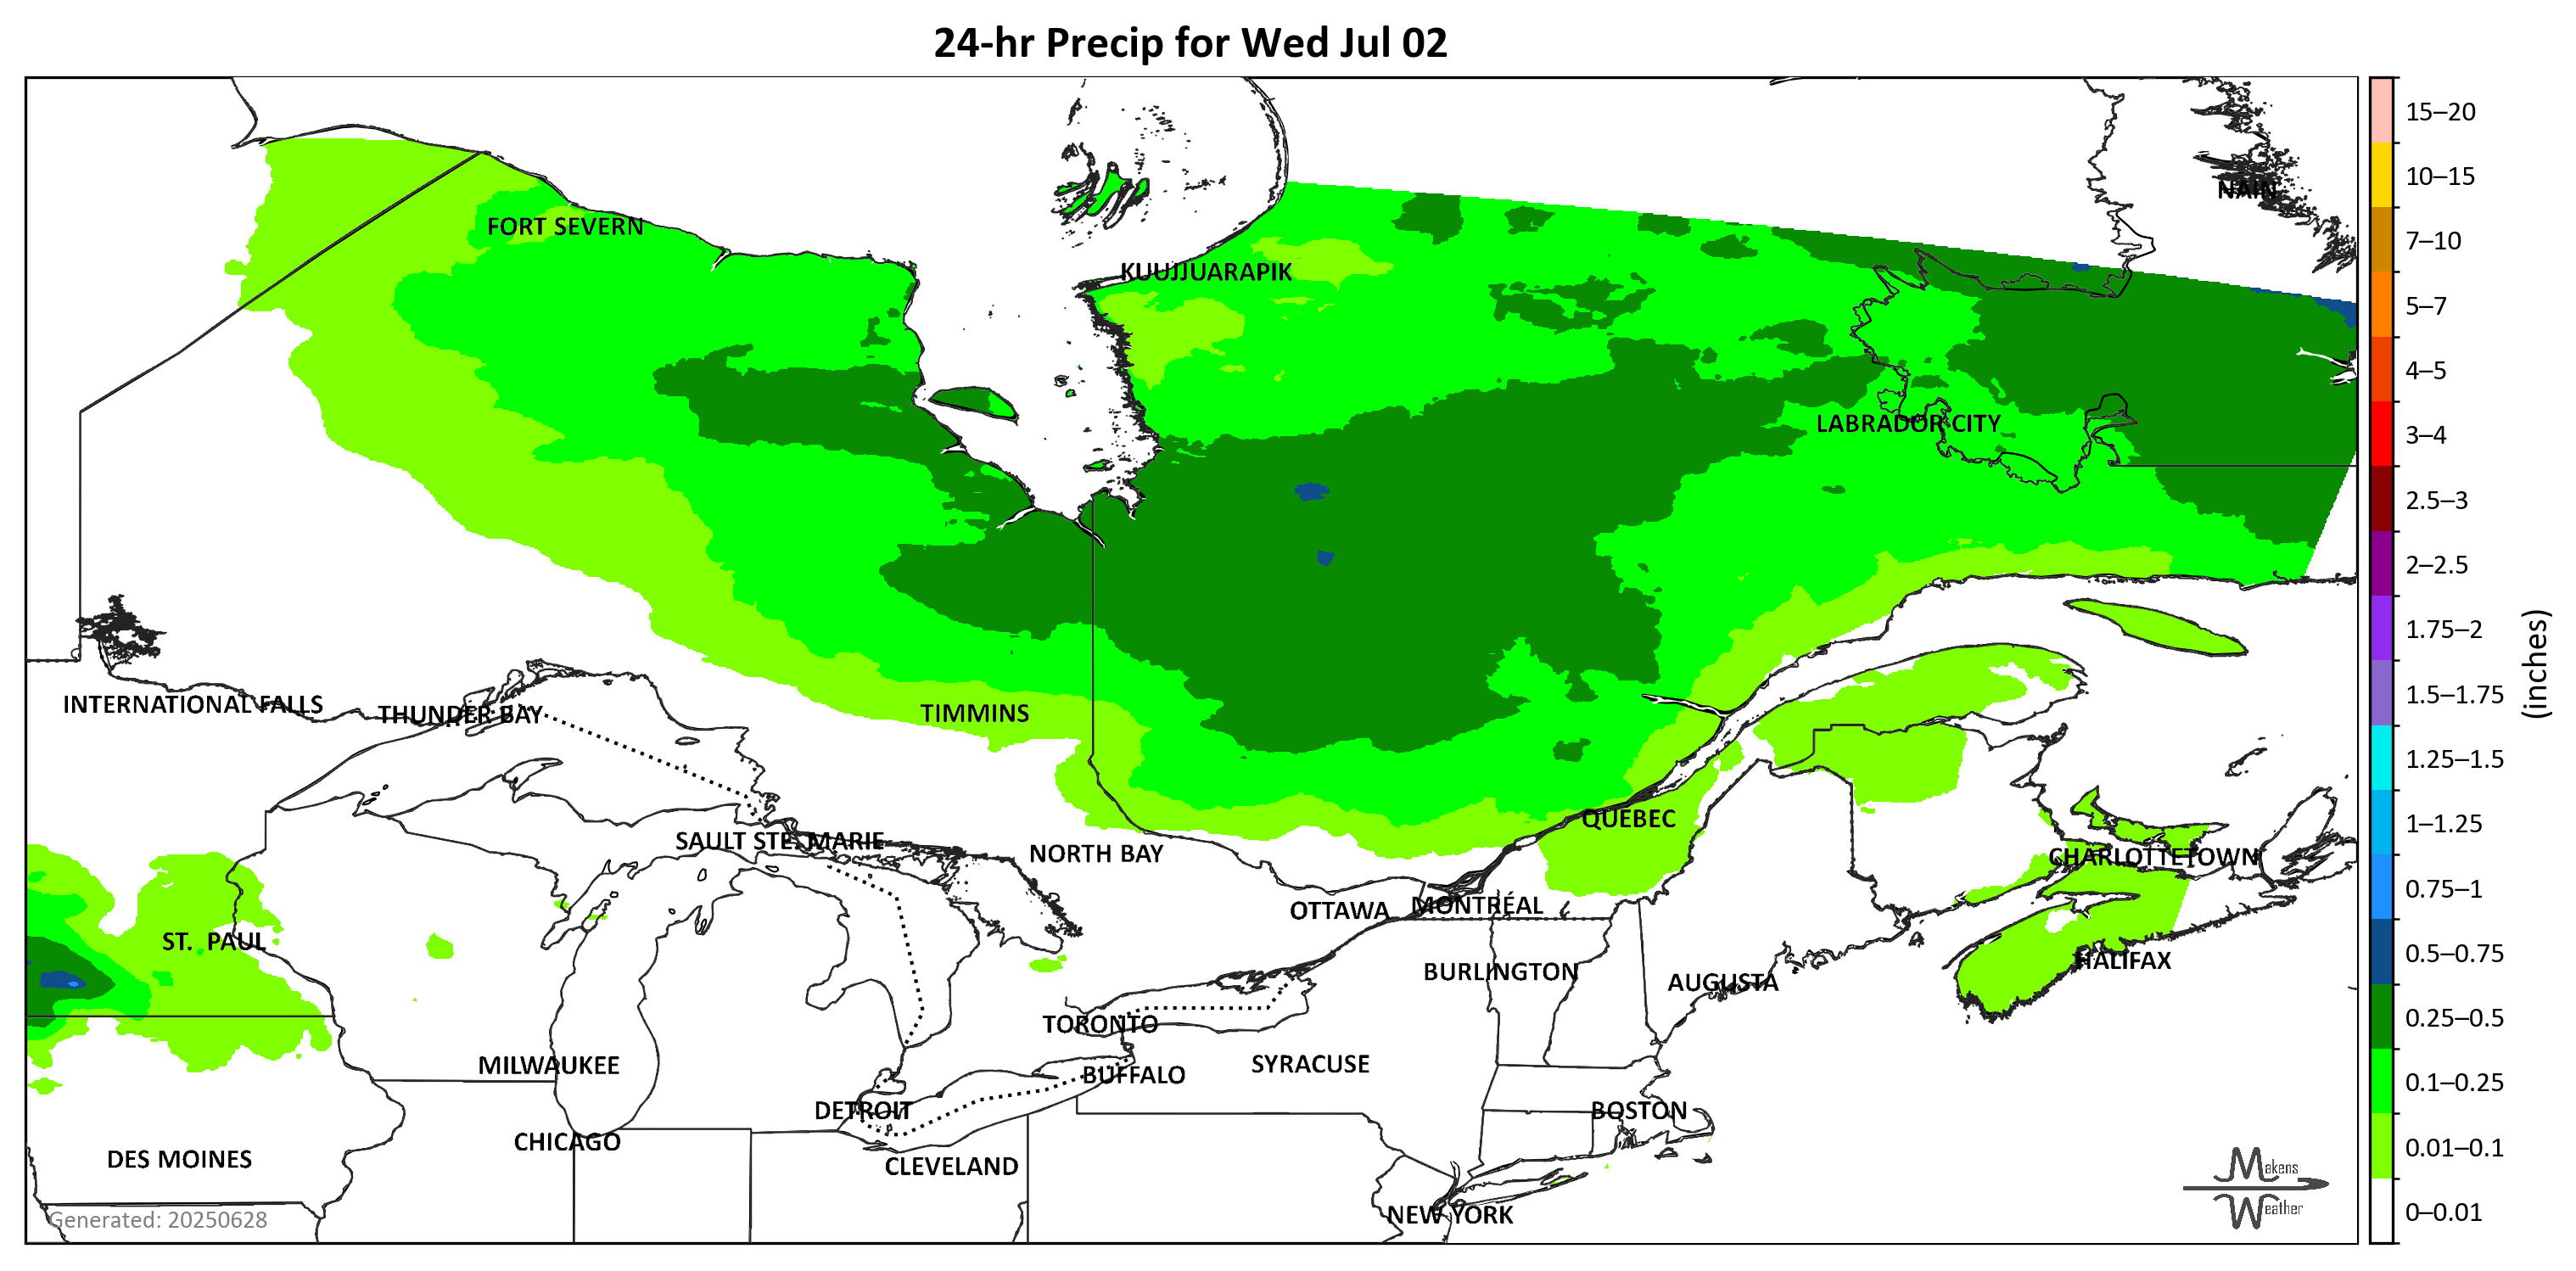 24-hr Precip for Wed Jul 02
15–20
NAIN
10–15
FORT SEVERN
7–10
KUUJJUARAPIK
5–7
4–5
LABRADOR CITY
3–4
2.5–3
2–2.5
1.75–2
(inches)
INTERNATIONAL FALLS
THUNDER BAY
TIMMINS
1.5–1.75
1.25–1.5
QUEBEC
1–1.25
SAULT STE. MARIE
NORTH BAY
CHARLOTTETOWN
0.75–1
OTTAWA
MONTRÉAL
ST. PAUL
0.5–0.75
BURLINGTON
AUGUSTA
HALIFAX
TORONTO
0.25–0.5
MILWAUKEE
BUFFALO
SYRACUSE
0.1–0.25
DETROIT
BOSTON
CHICAGO
0.01–0.1
DES MOINES
CLEVELAND
Makens
Weather
Generated: 20250628
NEW YORK
0–0.01